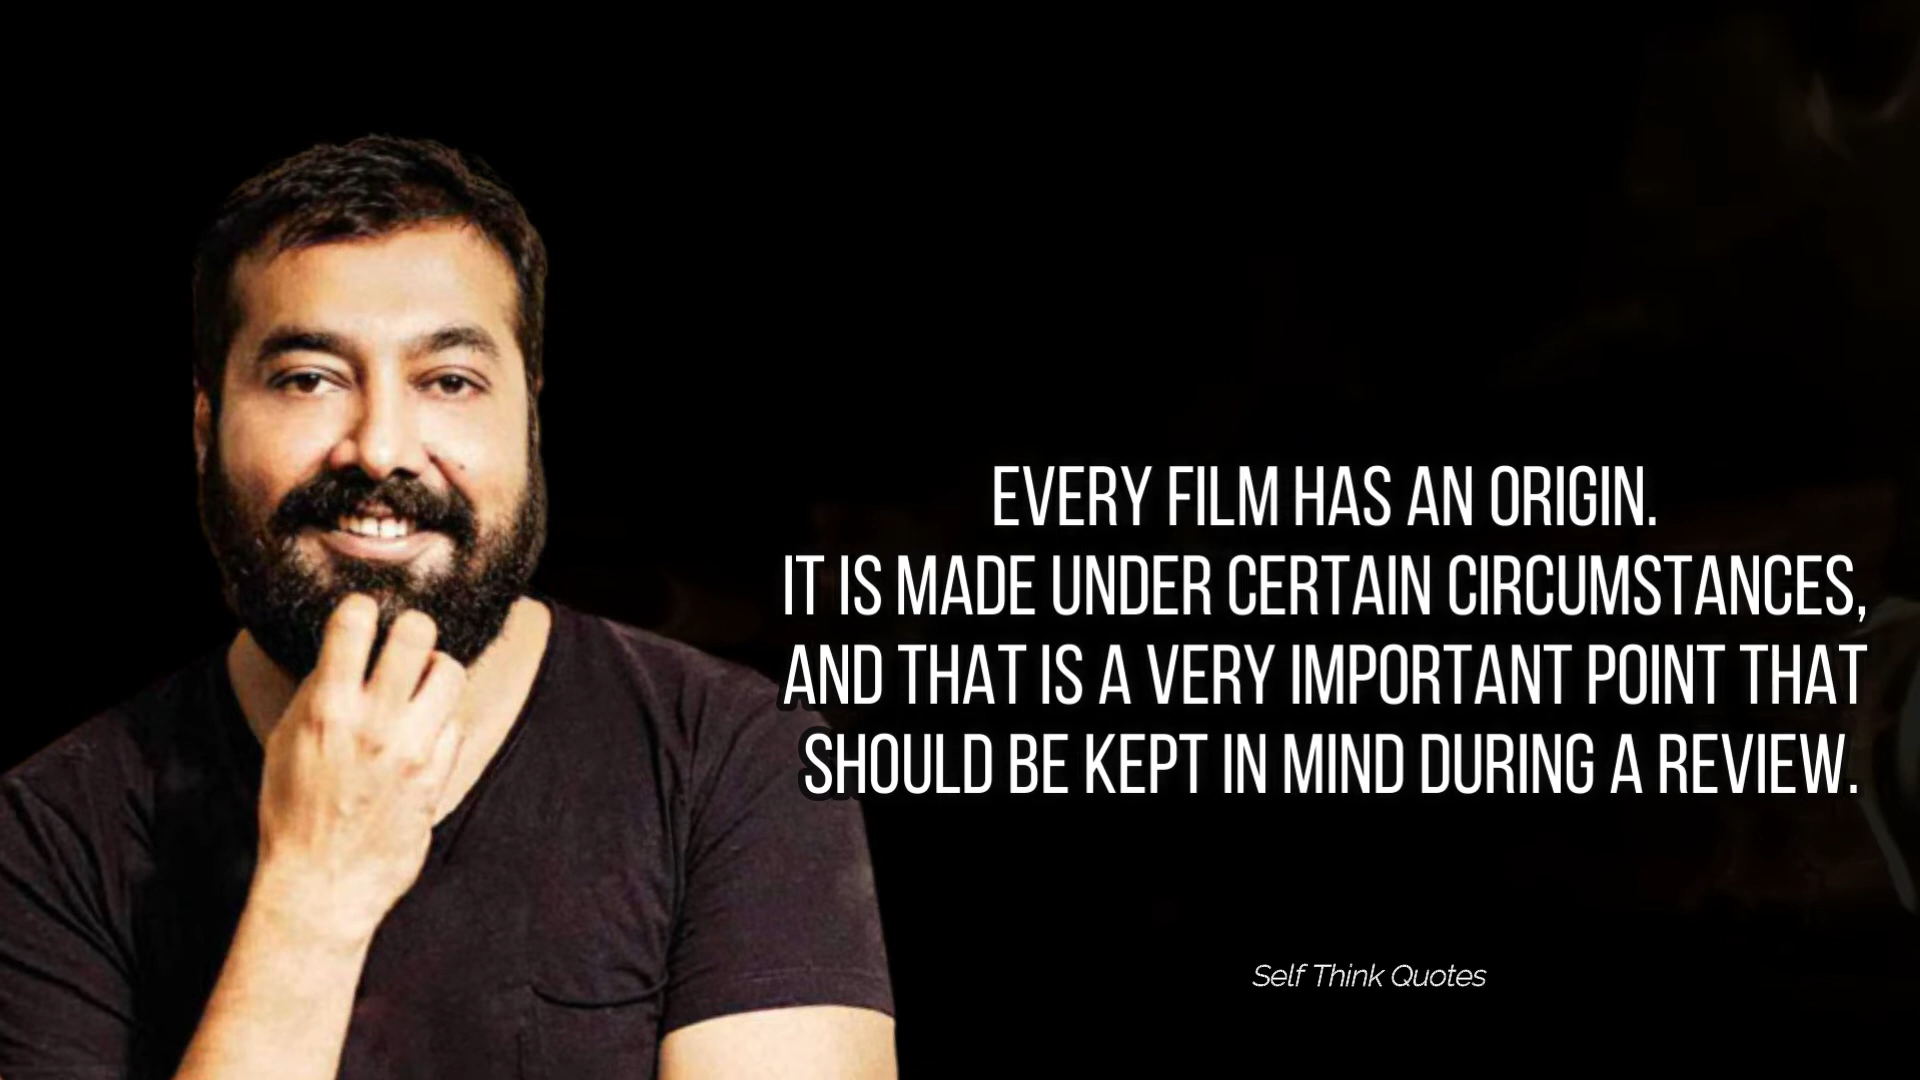 EVERY FILM HAS AN ORIGIN.
IT IS MADE UNDER CERTAIN CIRCUMSTANCES,
AND THAT IS A VERY IMPORTANT POINT THAT
SHOULD BE KEPT IN MIND DURING A REVIEW.
Self Think Quotes